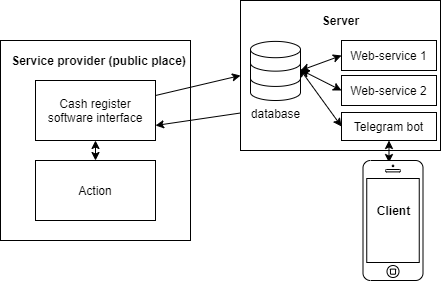 Server
Service provider (public place)
Cash register
software interface
Action
database
Web-service 1
Web-service 2
Telegram bot
Client